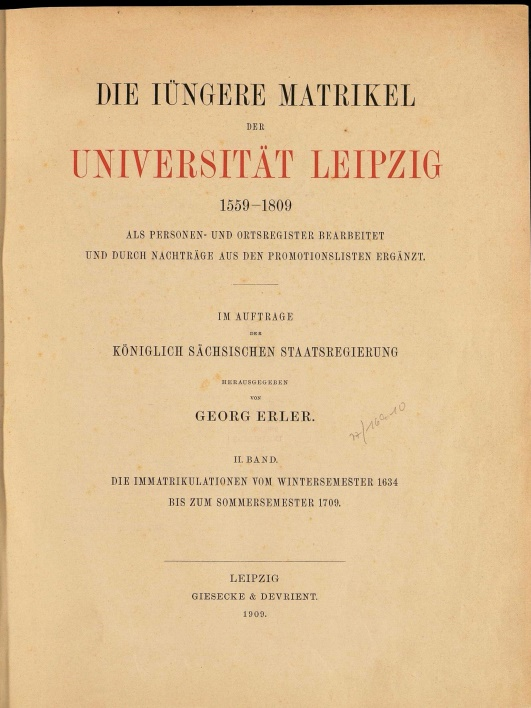 DIE IÜNGERE MATRIKEL
DER
UNIVERSITÄT LEIPZIG
1559–1809
ALS PERSONEN- UND ORTSREGISTER BEARBEITET
UND DURCH NACHTRÄGE AUS DEN PROMOTIONSLISTEN ERGÄNZT.
IM AUFTRAGE
DER
KÖNIGLICH SÄCHSISCHEN STAATSREGIERUNG
HERAUSGEGEBEN
VON
GEORG ERLER.
II. BAND.
DIE IMMATRIKULATIONEN VOM WINTERSEMESTER 1634
BIS ZUM SOMMERSEMESTER 1709.
LEIPZIG
GIESECKE & DEVRIENT.
1909.